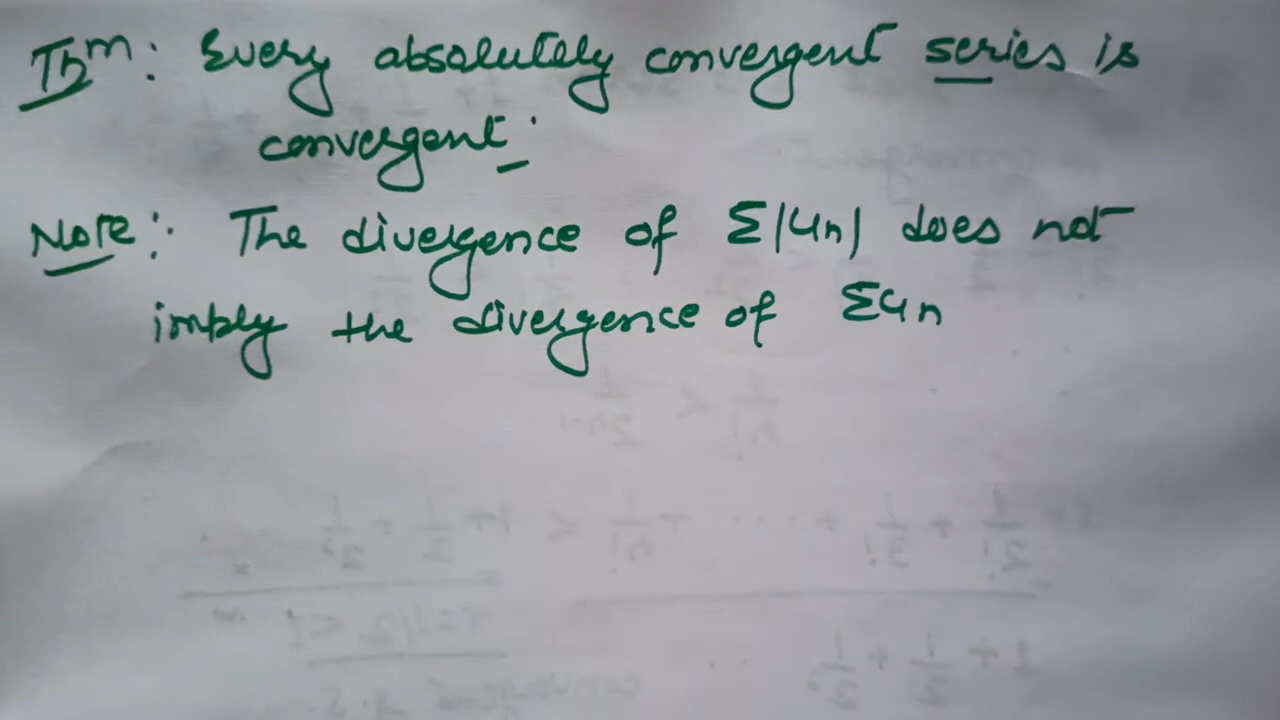 Thm: Every absolutely convergent series is
convergent.
Note: The divergence of Σ|un| does not
imply the divergence of Σun